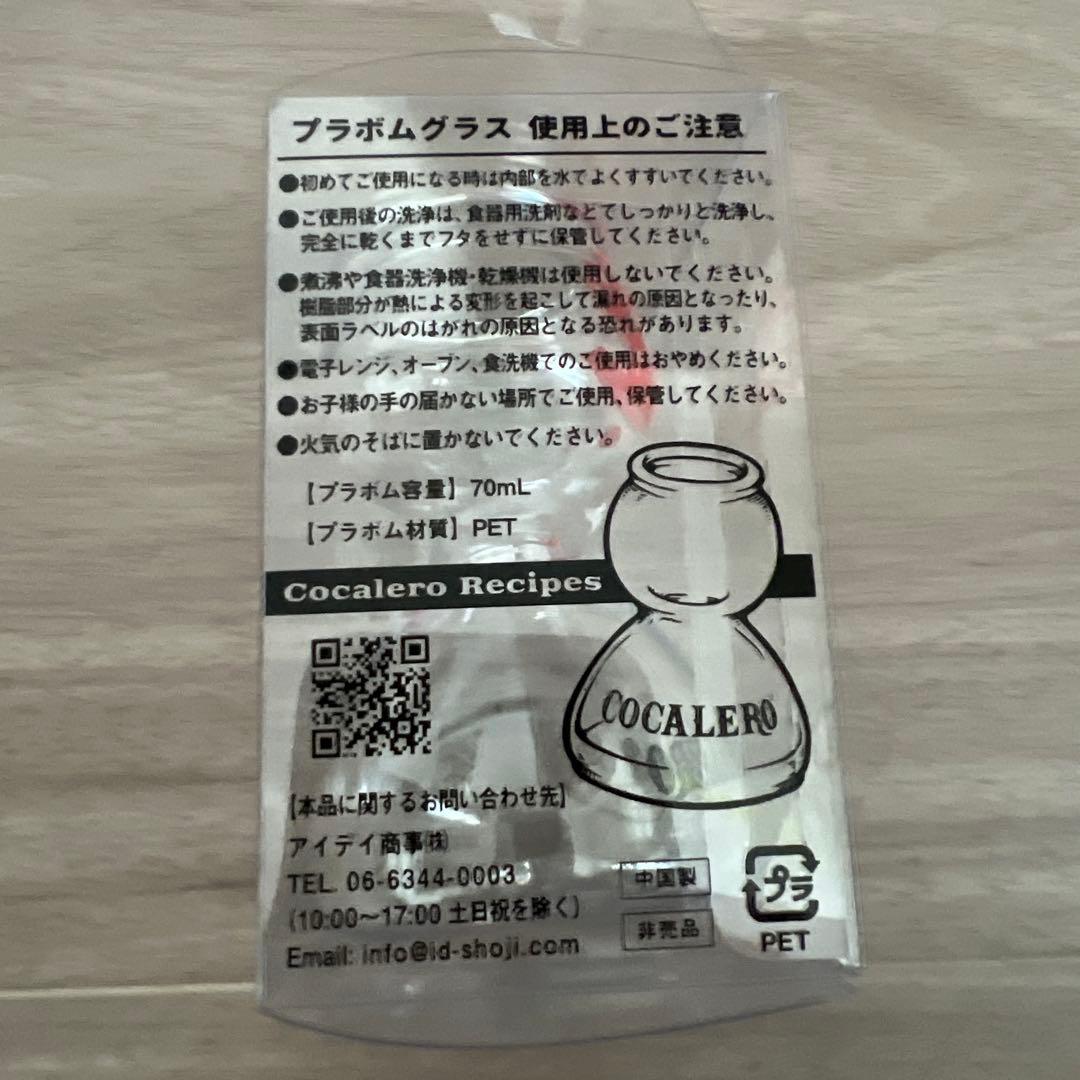 プラボムグラス 使用上のご注意
●初めてご使用になる時は内部を水でよくすすいでください。
●ご使用後の洗浄は、食器用洗剤などでしっかりと洗浄し、
完全に乾くまでフタをせずに保管してください。
●煮沸や食器洗浄機・乾燥機は使用しないでください。
樹脂部分が熱による変形を起こして漏れの原因となったり、
表面ラベルのはがれの原因となる恐れがあります。
●電子レンジ、オーブン、食洗機でのご使用はおやめください。
●お子様の手の届かない場所でご使用、保管してください。
●火気のそばに置かないでください。
【プラボム容量】70mL
【プラボム材質】PET
Cocalero Recipes
COCALERO
【本品に関するお問い合わせ先】
アイデイ商事㈱
TEL. 06-6344-0003
(10:00〜17:00 土日祝を除く)
Email: info@id-shoji.com
中国製
非売品
プラ
PET